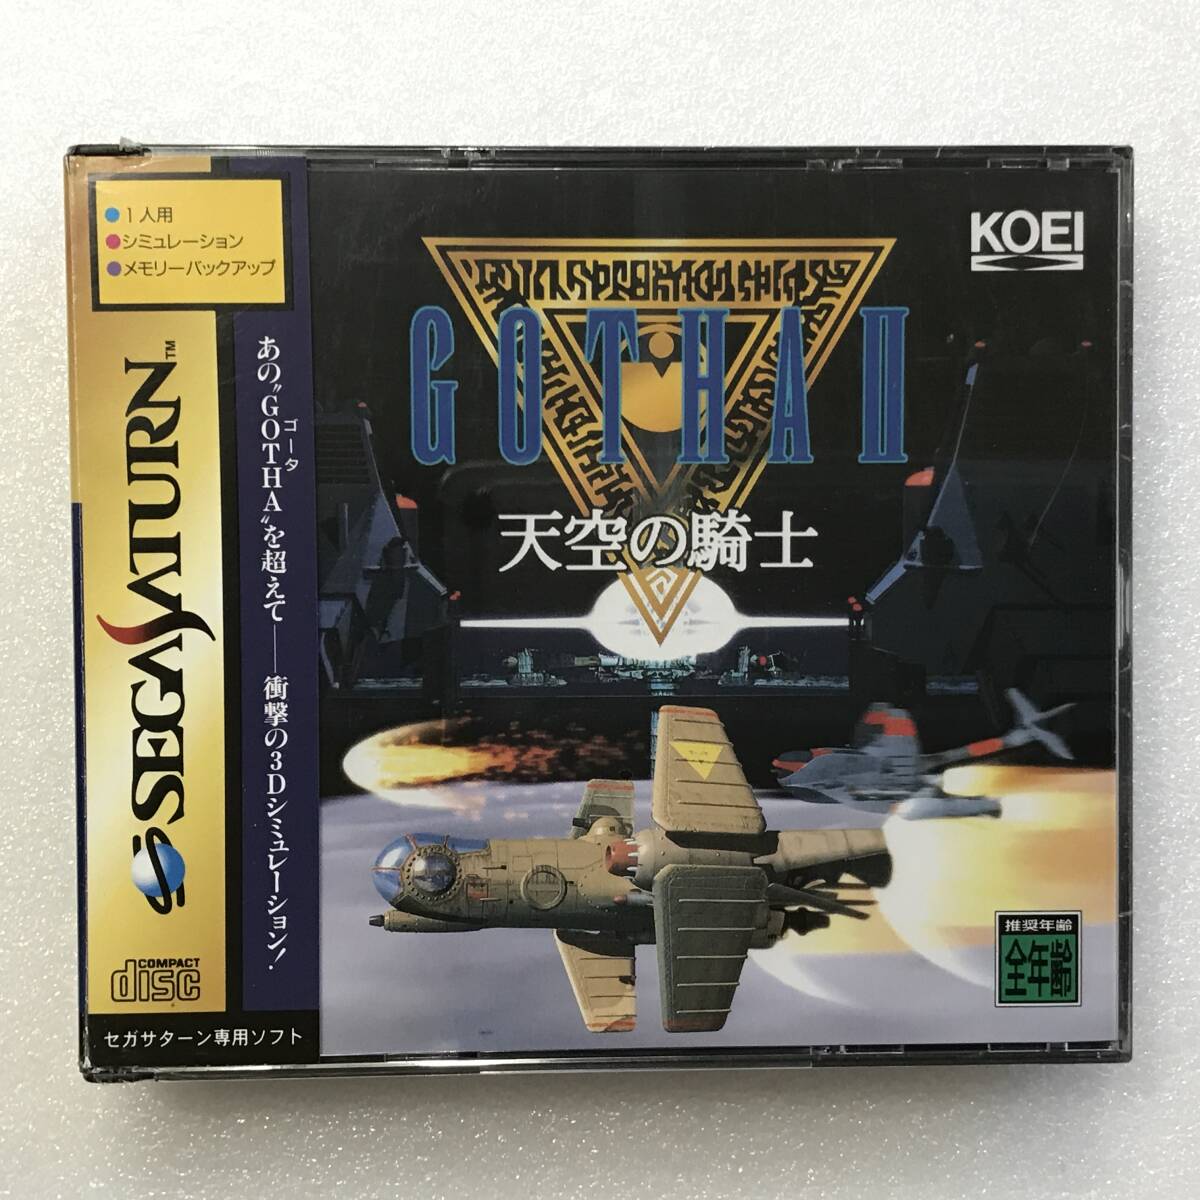 1人用
シミュレーション
メモリーバックアップ
SEGA SATURN™
あの"GOTHA"を超えて——衝撃の3Dシミュレーション!
ゴータ
COMPACT
disc
セガサターン専用ソフト
KOEI
GOTHA II
天空の騎士
推奨年齢
全年齢